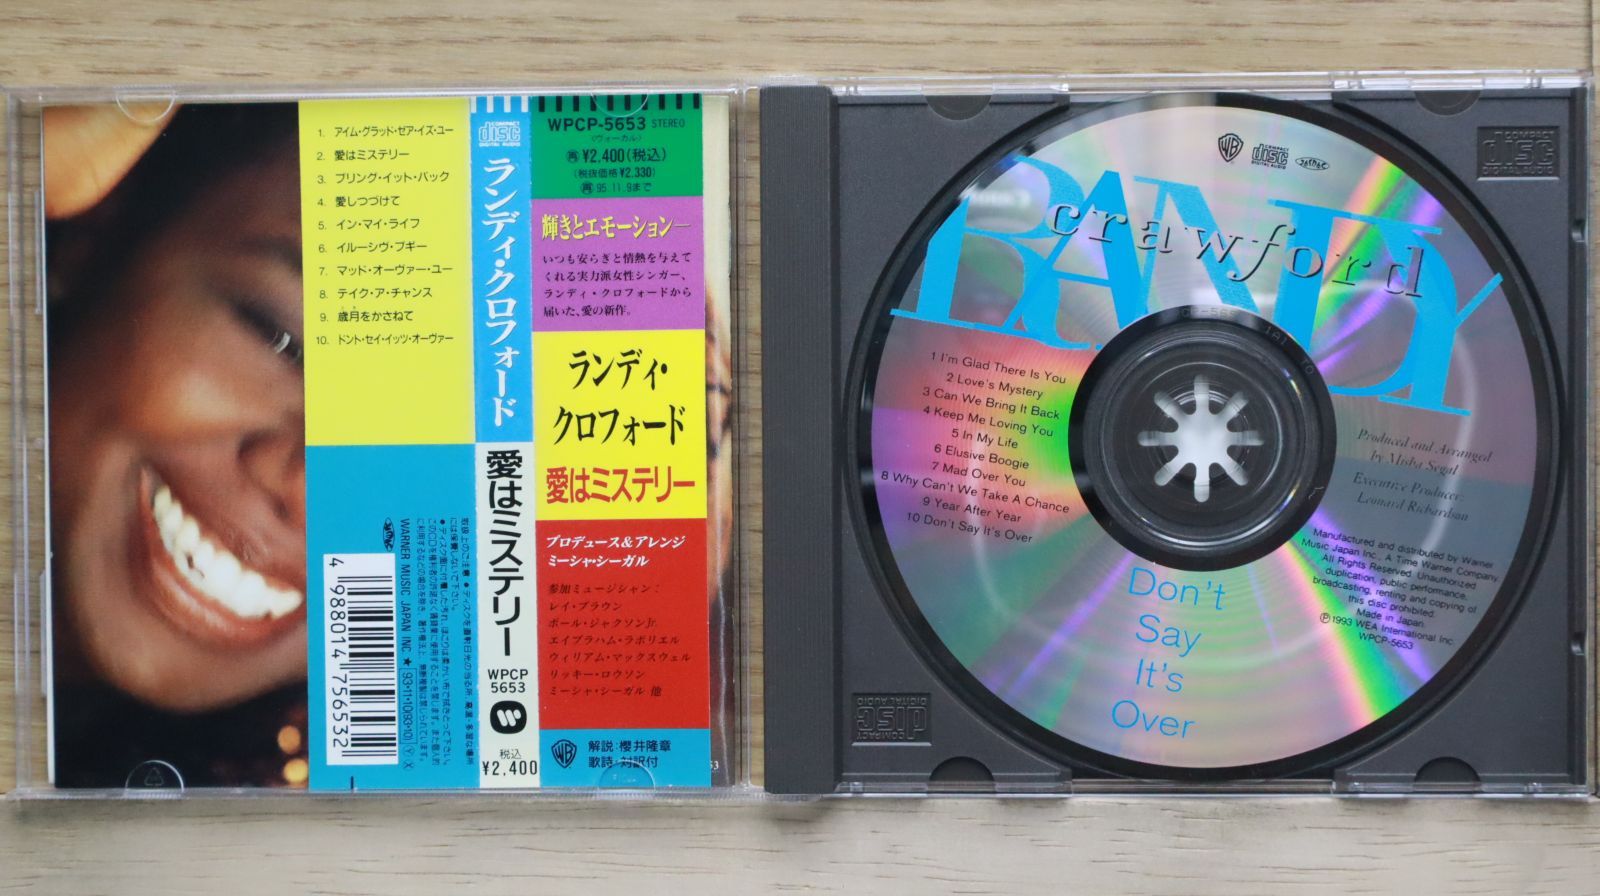 1. アイム・グラッド・ゼア・イズ・ユー
2. 愛はミステリー
3. ブリング・イット・バック
4. 愛しつづけて
5. イン・マイ・ライフ
6. イルーシヴ・ブギー
7. マッド・オーヴァー・ユー
8. テイク・ア・チャンス
9. 歳月をかさねて
10. ドント・セイ・イッツ・オーヴァー
WARNER MUSIC JAPAN INC. ★
93・11・10(93・10) Y X
4 988014 756532
COMPACT
disc
DIGITAL AUDIO
ランディ・クロフォード
愛はミステリー
WPCP
5653
税込
¥2,400
WPCP-5653 STEREO
(ヴォーカル)
再¥2,400(税込)
(税抜価格¥2,330)
再95.11.9まで
輝きとエモーション—
いつも安らぎと情熱を与えて
くれる実力派女性シンガー、
ランディ・クロフォードから
届いた、愛の新作。
ランディ・
クロフォード
愛はミステリー
プロデュース&アレンジ
ミーシャ・シーガル
参加ミュージシャン:
レイ・ブラウン
ポール・ジャクソンJr.
エイブラハム・ラボリエル
ウィリアム・マックスウェル
リッキー・ロウソン
ミーシャ・シーガル 他
解説:櫻井隆章
歌詩・対訳付
COMPACT
disc
DIGITAL AUDIO
RANDY
crawford
1 I'm Glad There Is You
2 Love's Mystery
3 Can We Bring It Back
4 Keep Me Loving You
5 In My Life
6 Elusive Boogie
7 Mad Over You
8 Why Can't We Take A Chance
9 Year After Year
10 Don't Say It's Over
Produced and Arranged
by Misha Segal
Executive Producer:
Leonard Richardson
Manufactured and distributed by Warner
Music Japan Inc., A Time Warner Company.
All Rights Reserved. Unauthorized
duplication, public performance,
broadcasting, renting and copying of
this disc prohibited.
Made in Japan.
Ⓟ1993 WEA International Inc.
WPCP-5653
Don't
Say
It's
Over
COMPACT
disc
DIGITAL AUDIO
COMPACT
disc
DIGITAL AUDIO